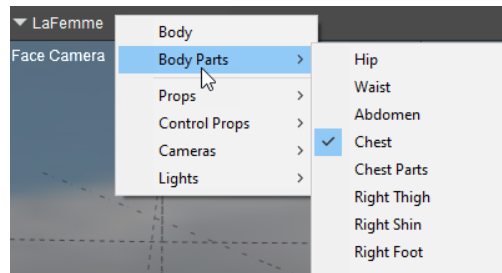 LaFemme
Face Camera
Body
Body Parts
Props
Control Props
Cameras
Lights
Hip
Waist
Abdomen
Chest
Chest Parts
Right Thigh
Right Shin
Right Foot